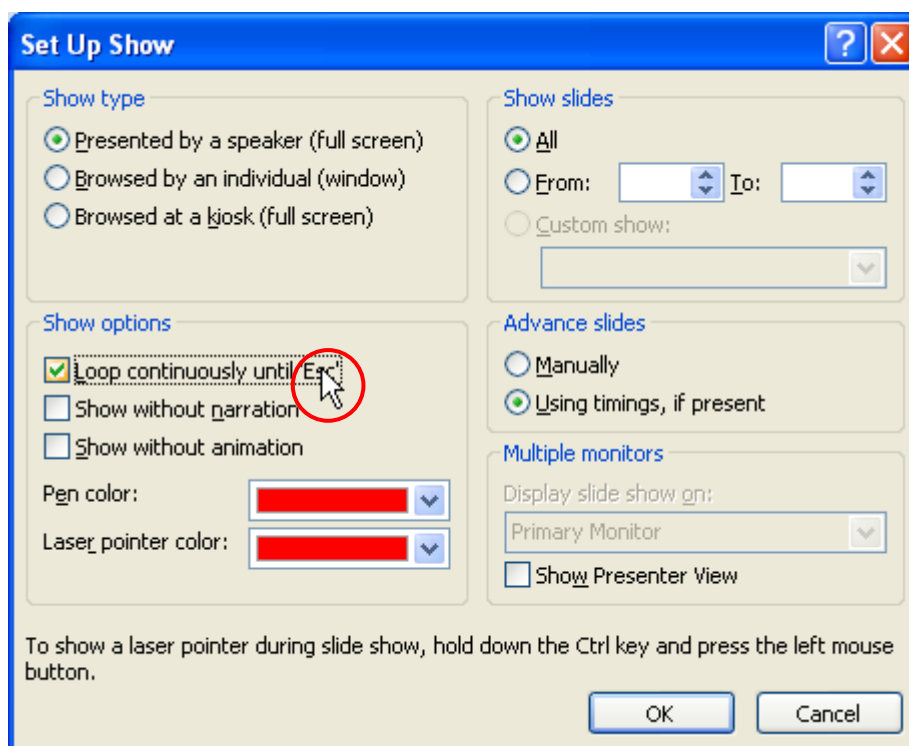 Set Up Show
Show type
Presented by a speaker (full screen)
Browsed by an individual (window)
Browsed at a kiosk (full screen)
Show slides
All
From:
To:
Custom show:
Show options
Loop continuously until 'Esc'
Show without narration
Show without animation
Pen color:
Laser pointer color:
Advance slides
Manually
Using timings, if present
Multiple monitors
Display slide show on:
Primary Monitor
Show Presenter View
To show a laser pointer during slide show, hold down the Ctrl key and press the left mouse
button.
OK
Cancel